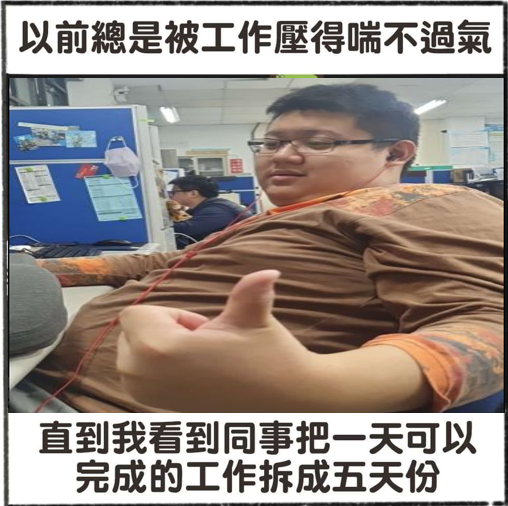 以前總是被工作壓得喘不過氣
直到我看到同事把一天可以
完成的工作拆成五天份